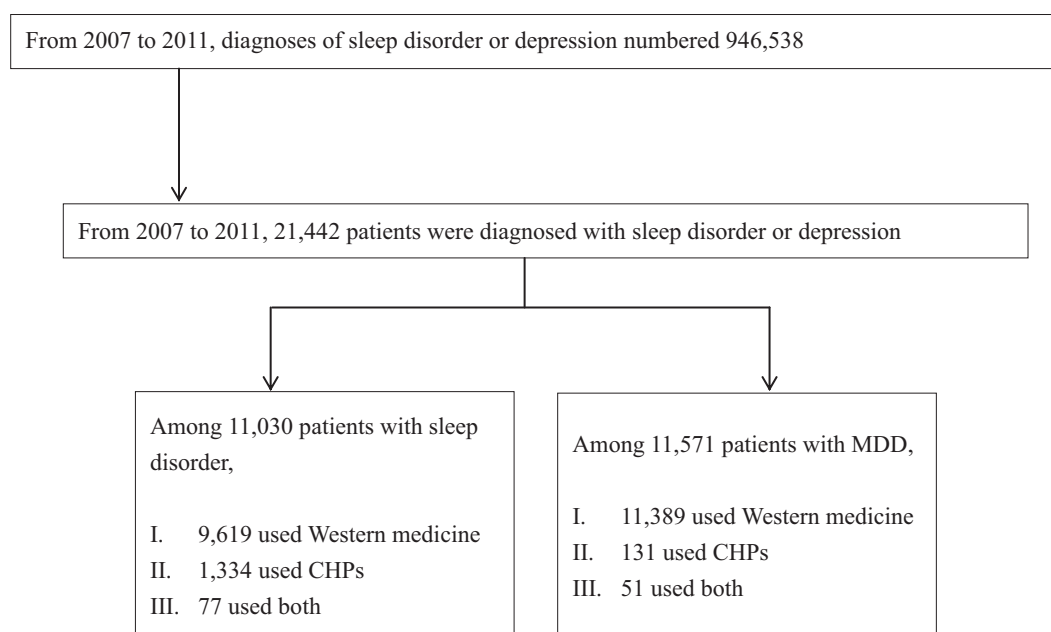 From 2007 to 2011, diagnoses of sleep disorder or depression numbered 946,538
From 2007 to 2011, 21,442 patients were diagnosed with sleep disorder or depression
Among 11,030 patients with sleep
disorder,
I. 9,619 used Western medicine
II. 1,334 used CHPs
III. 77 used both
Among 11,571 patients with MDD,
I. 11,389 used Western medicine
II. 131 used CHPs
III. 51 used both